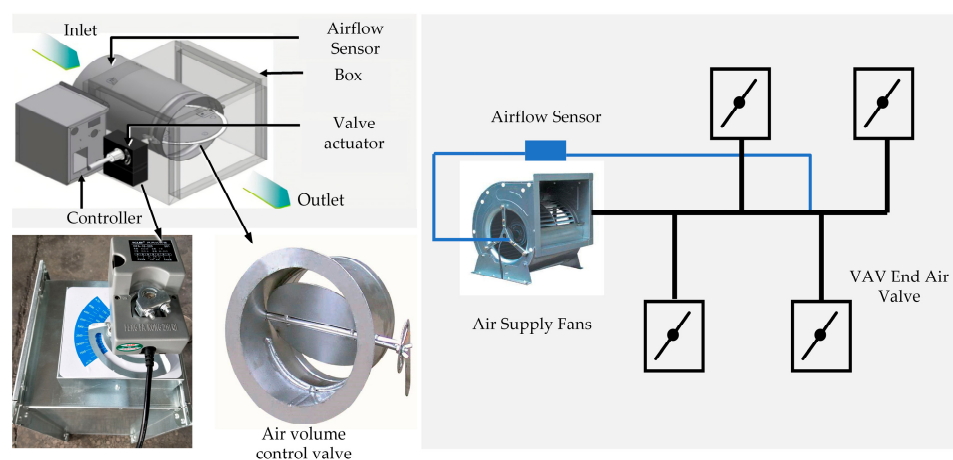 Inlet
Airflow
Sensor
Box
Valve
actuator
Outlet
Controller
Air volume
control valve
Airflow Sensor
Air Supply Fans
VAV End Air
Valve